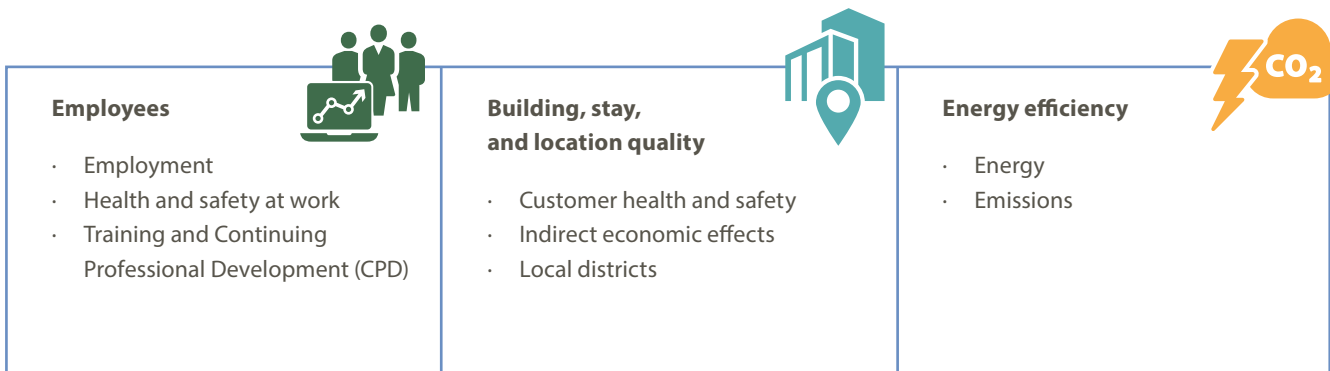 Employees
· Employment
· Health and safety at work
· Training and Continuing
Professional Development (CPD)
Building, stay,
and location quality
· Customer health and safety
· Indirect economic effects
· Local districts
CO₂
Energy efficiency
· Energy
· Emissions